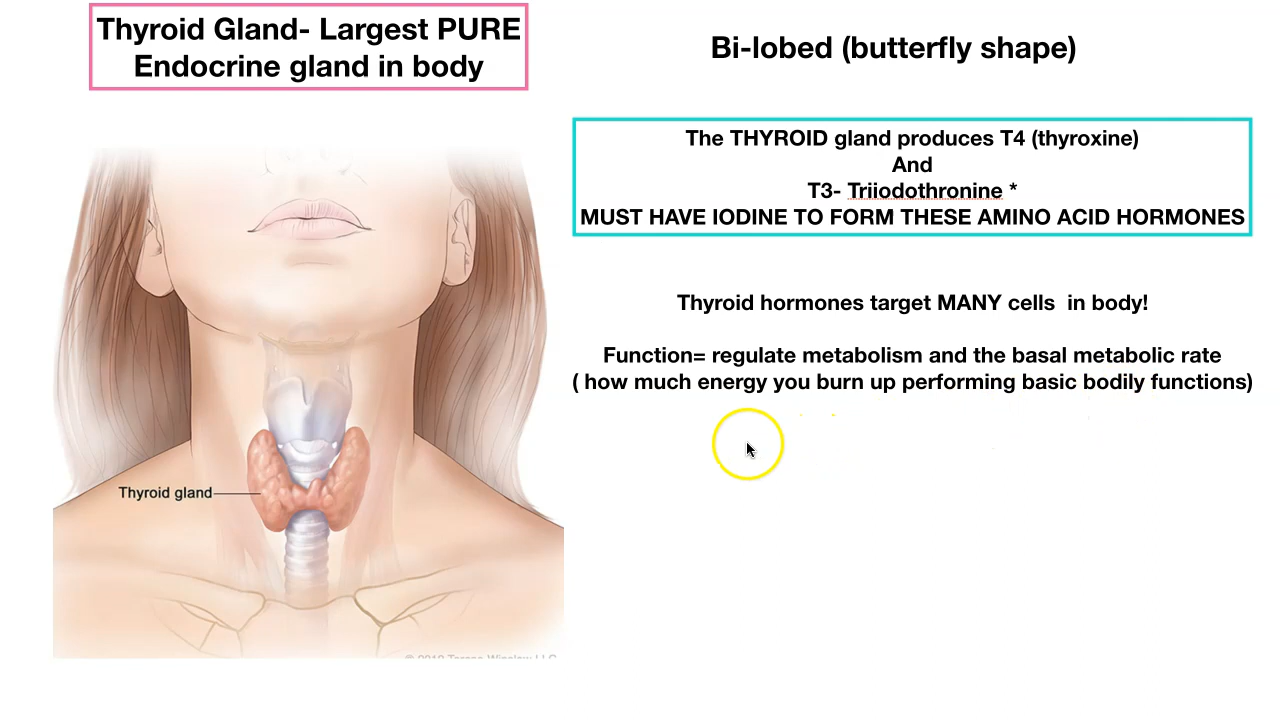 Thyroid Gland- Largest PURE
Endocrine gland in body
Bi-lobed (butterfly shape)
The THYROID gland produces T4 (thyroxine)
And
T3- Triiodothronine *
MUST HAVE IODINE TO FORM THESE AMINO ACID HORMONES
Thyroid hormones target MANY cells in body!
Function= regulate metabolism and the basal metabolic rate
( how much energy you burn up performing basic bodily functions)
Thyroid gland